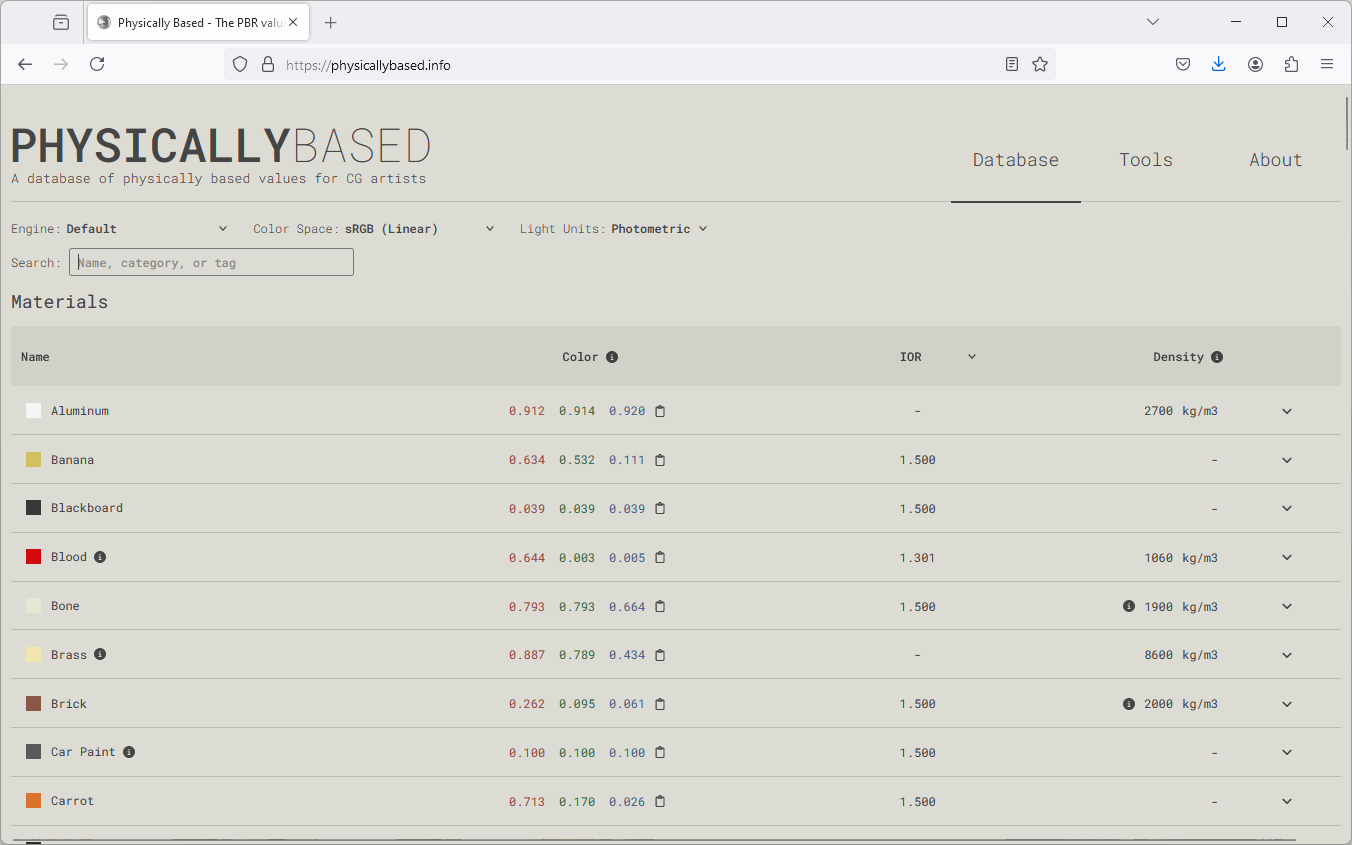 Physically Based - The PBR valu
https://physicallybased.info
PHYSICALLYBASED
A database of physically based values for CG artists
Database Tools About
Engine: Default Color Space: sRGB (Linear) Light Units: Photometric
Search: Name, category, or tag
Materials
Name Color IOR Density
Aluminum 0.912 0.914 0.920 - 2700 kg/m3
Banana 0.634 0.532 0.111 1.500 -
Blackboard 0.039 0.039 0.039 1.500 -
Blood 0.644 0.003 0.005 1.301 1060 kg/m3
Bone 0.793 0.793 0.664 1.500 1900 kg/m3
Brass 0.887 0.789 0.434 - 8600 kg/m3
Brick 0.262 0.095 0.061 1.500 2000 kg/m3
Car Paint 0.100 0.100 0.100 1.500 -
Carrot 0.713 0.170 0.026 1.500 -